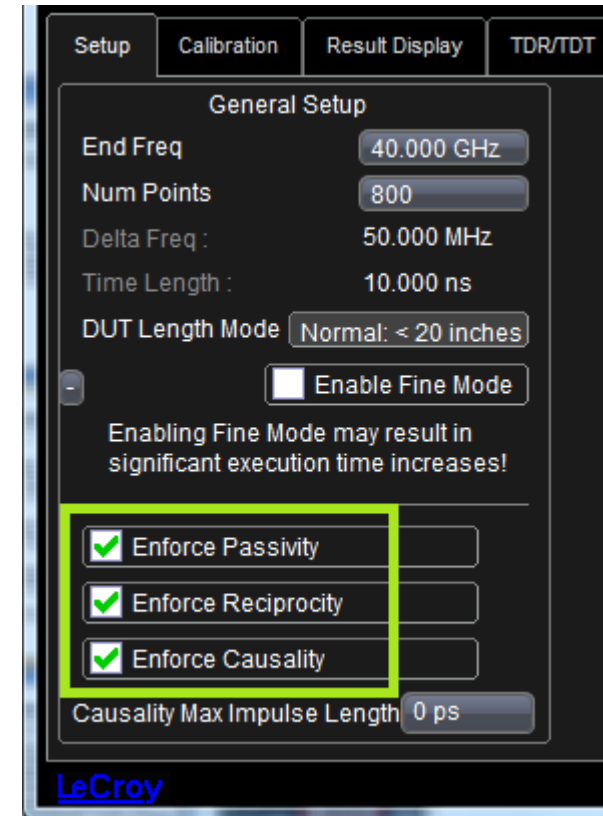 Setup Calibration Result Display TDR/TDT
General Setup
End Freq 40.000 GHz
Num Points 800
Delta Freq : 50.000 MHz
Time Length : 10.000 ns
DUT Length Mode Normal: < 20 inches
- Enable Fine Mode
Enabling Fine Mode may result in
significant execution time increases!
Enforce Passivity
Enforce Reciprocity
Enforce Causality
Causality Max Impulse Length 0 ps
LeCroy